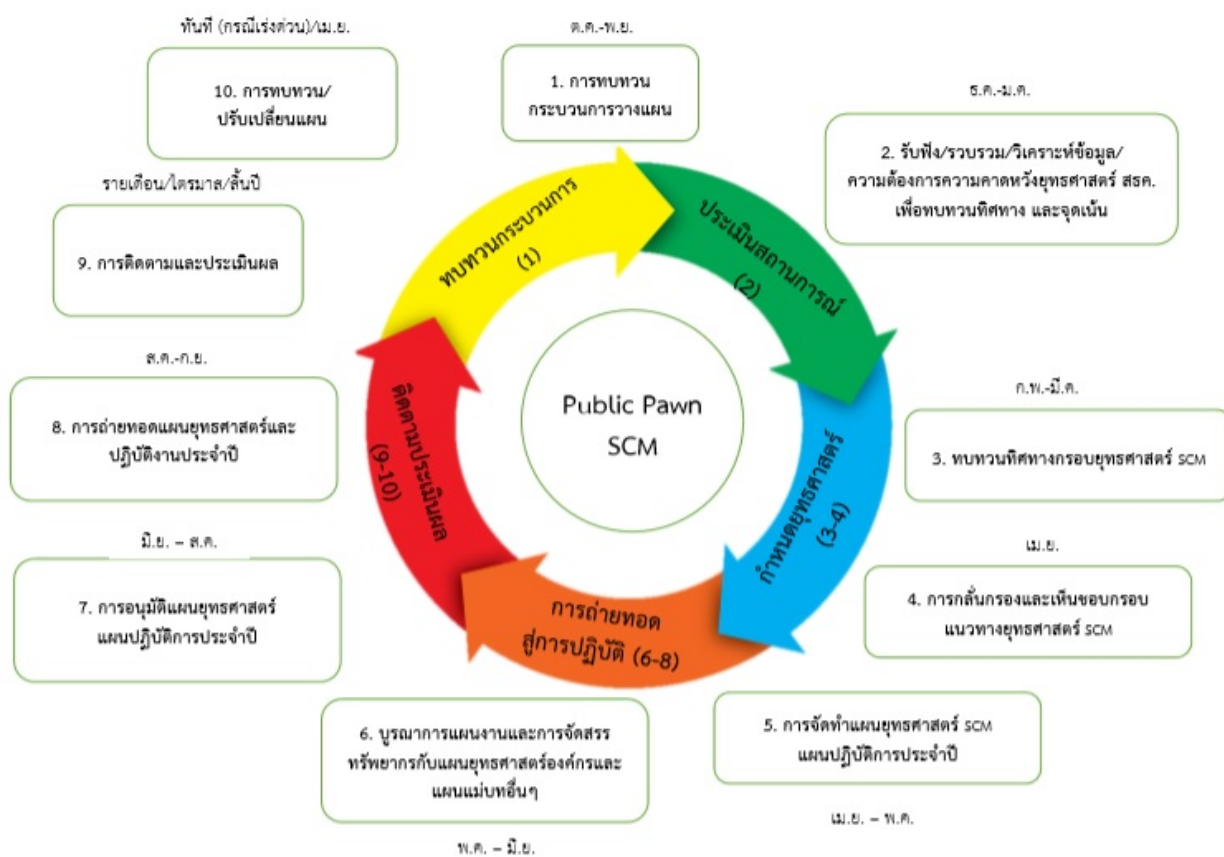 ต.ค.-พ.ย.
1. การทบทวน
กระบวนการวางแผน
ธ.ค.-ม.ค.
2. รับฟัง/รวบรวม/วิเคราะห์ข้อมูล/
ความต้องการความคาดหวังยุทธศาสตร์ สธค.
เพื่อทบทวนทิศทาง และจุดเน้น
ก.พ.-มี.ค.
3. ทบทวนทิศทางกรอบยุทธศาสตร์ SCM
เม.ย.
4. การกลั่นกรองและเห็นชอบกรอบ
แนวทางยุทธศาสตร์ SCM
5. การจัดทำแผนยุทธศาสตร์ SCM
แผนปฏิบัติการประจำปี
เม.ย. – พ.ค.
6. บูรณาการแผนงานและการจัดสรร
ทรัพยากรกับแผนยุทธศาสตร์องค์กรและ
แผนแม่บทอื่นๆ
พ.ค. – มิ.ย.
มิ.ย. – ส.ค.
7. การอนุมัติแผนยุทธศาสตร์
แผนปฏิบัติการประจำปี
ส.ค.-ก.ย.
8. การถ่ายทอดแผนยุทธศาสตร์และ
ปฏิบัติงานประจำปี
รายเดือน/ไตรมาส/สิ้นปี
9. การติดตามและประเมินผล
ทันที (กรณีเร่งด่วน)/เม.ย.
10. การทบทวน/
ปรับเปลี่ยนแผน
ทบทวนกระบวนการ
(1)
ประเมินสถานการณ์
(2)
กำหนดยุทธศาสตร์
(3-4)
การถ่ายทอด
สู่การปฏิบัติ (6-8)
ติดตามประเมินผล
(9-10)
Public Pawn
SCM